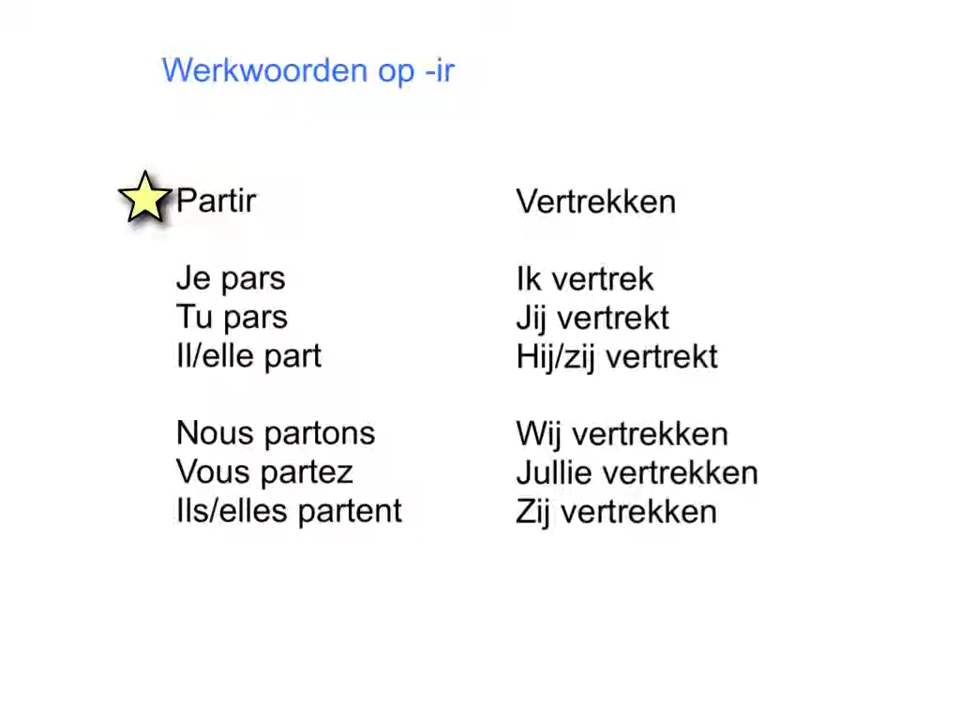 Werkwoorden op -ir
Partir Vertrekken
Je pars Ik vertrek
Tu pars Jij vertrekt
Il/elle part Hij/zij vertrekt
Nous partons Wij vertrekken
Vous partez Jullie vertrekken
Ils/elles partent Zij vertrekken